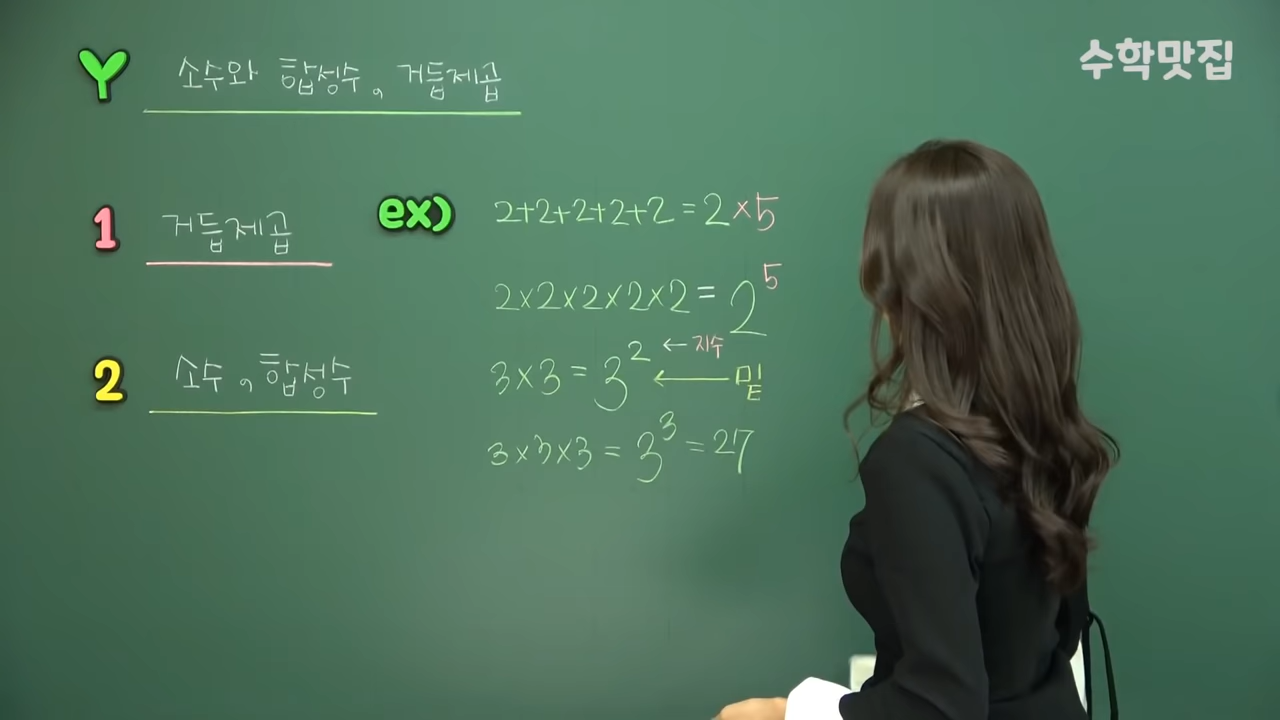 Y 소수와 합성수, 거듭제곱
수학맛집
1 거듭제곱
ex) 2+2+2+2+2=2×5
2×2×2×2×2=2⁵
3×3=3² ← 지수
← 밑
2 소수, 합성수
3×3×3=3³=27